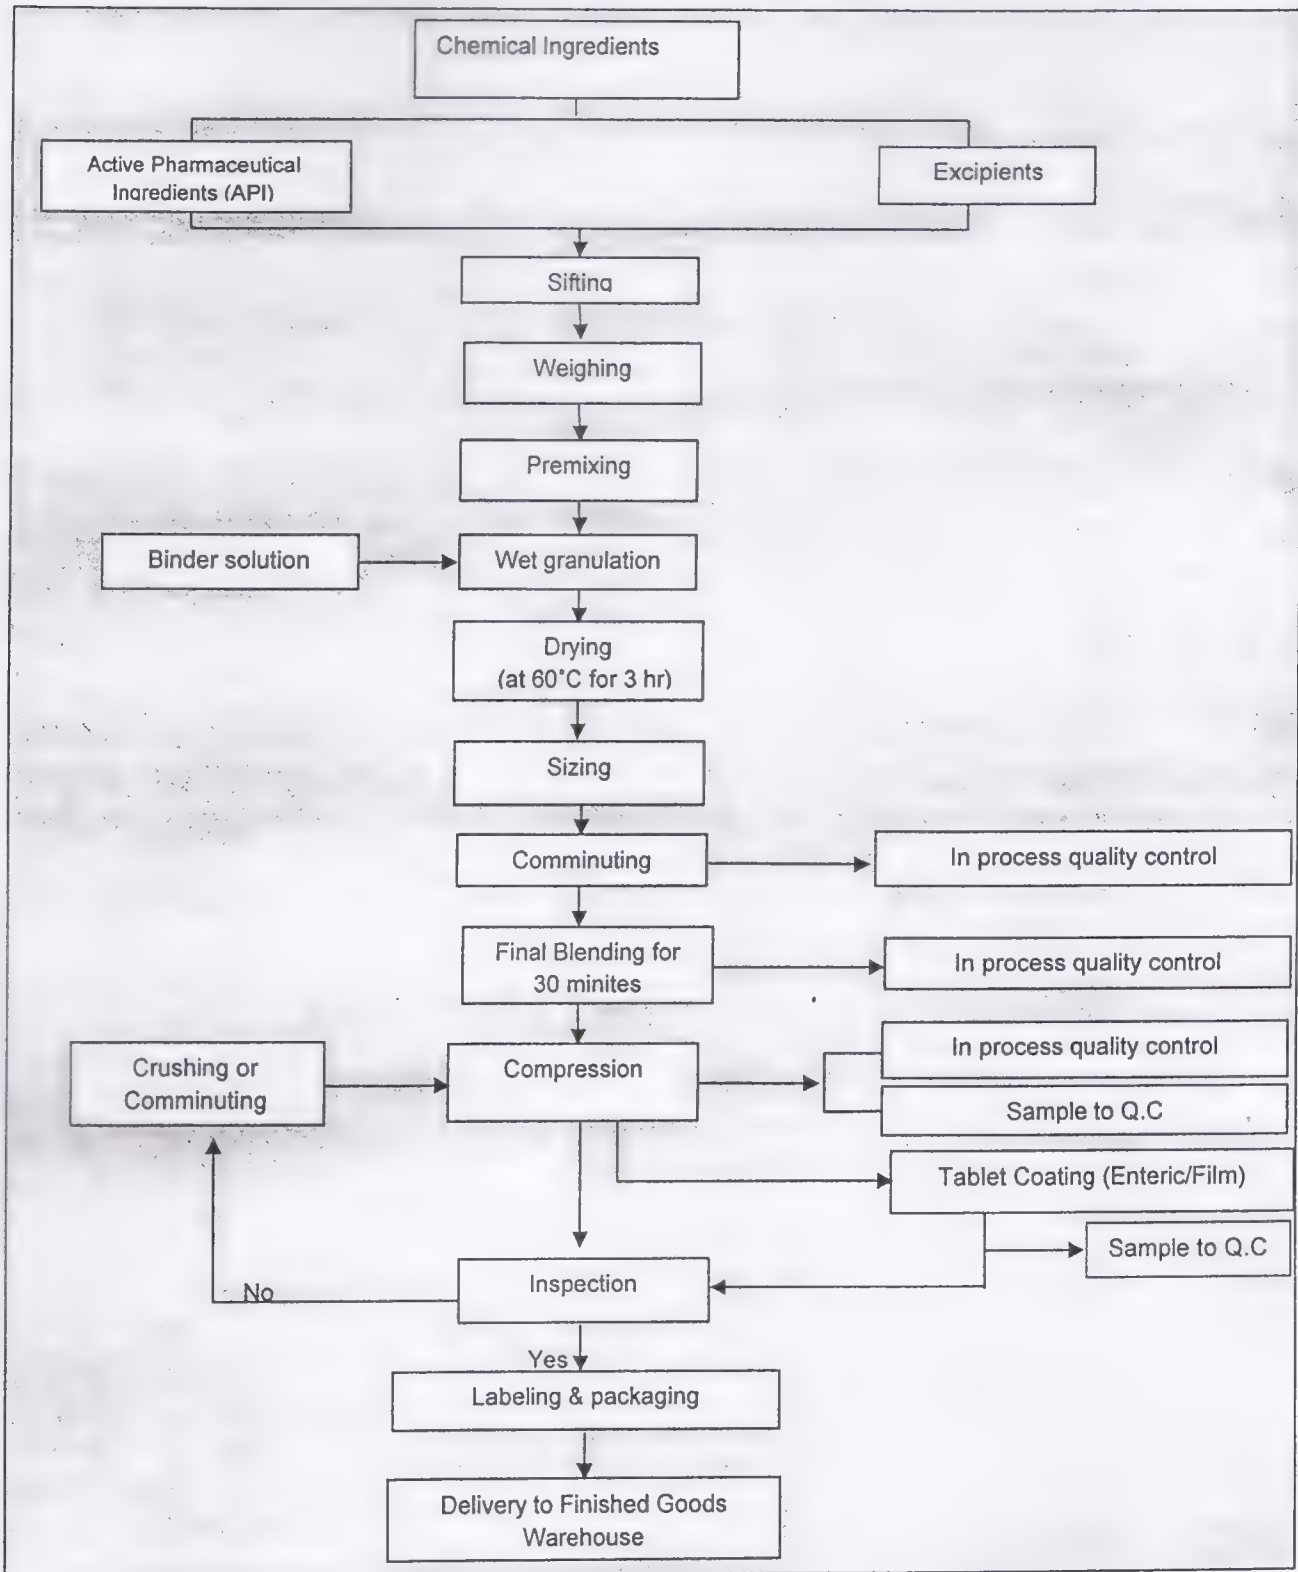 Chemical Ingredients
Active Pharmaceutical
Ingredients (API)
Excipients
Sifting
Weighing
Premixing
Binder solution
Wet granulation
Drying
(at 60°C for 3 hr)
Sizing
Comminuting
In process quality control
Final Blending for
30 minites
In process quality control
Crushing or
Comminuting
Compression
In process quality control
Sample to Q.C
Tablet Coating (Enteric/Film)
Sample to Q.C
Inspection
No
Yes
Labeling & packaging
Delivery to Finished Goods
Warehouse